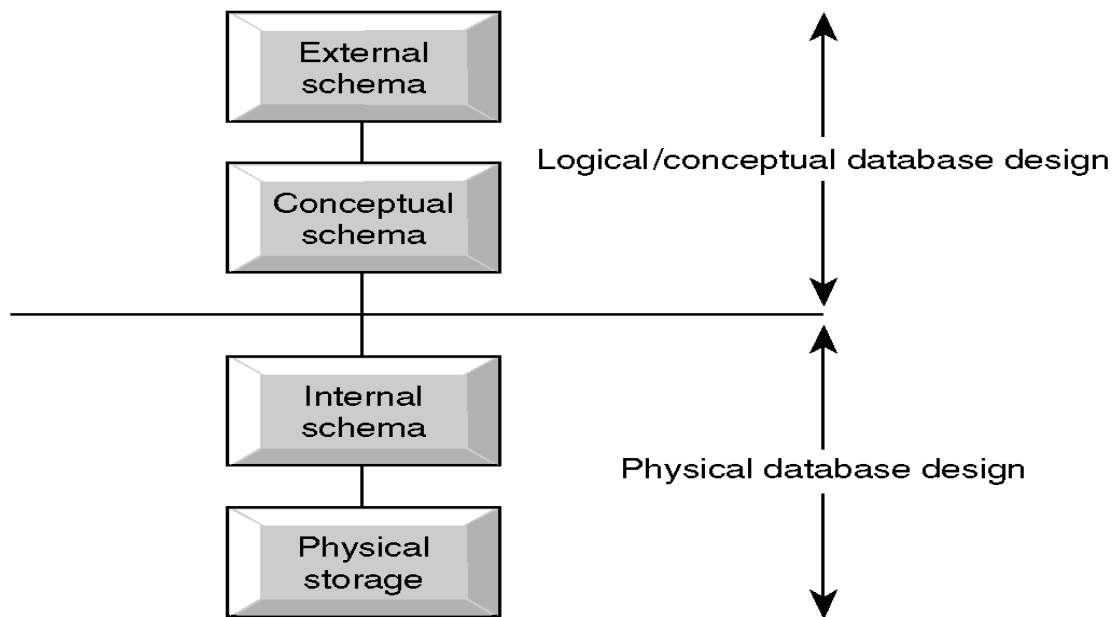 External
schema
Logical/conceptual database design
Conceptual
schema
Internal
schema
Physical database design
Physical
storage